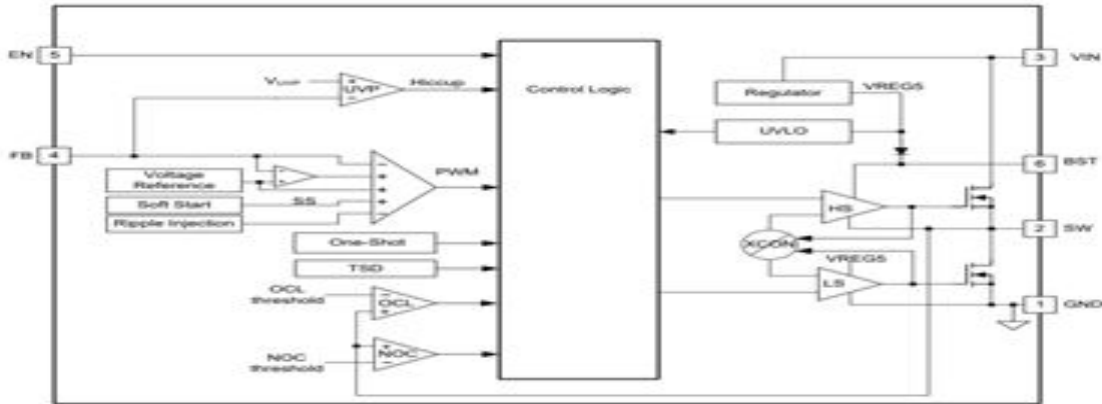 EN
5
V_UVP
+
-
UVP
Hiccup
Control Logic
3
VIN
Regulator
VREG5
UVLO
FB
4
Voltage
Reference
Soft Start
SS
Ripple Injection
PWM
6
BST
HS
XCON
2
SW
One-Shot
TSD
VREG5
LS
OCL
threshold
OCL
1
GND
NOC
threshold
NOC